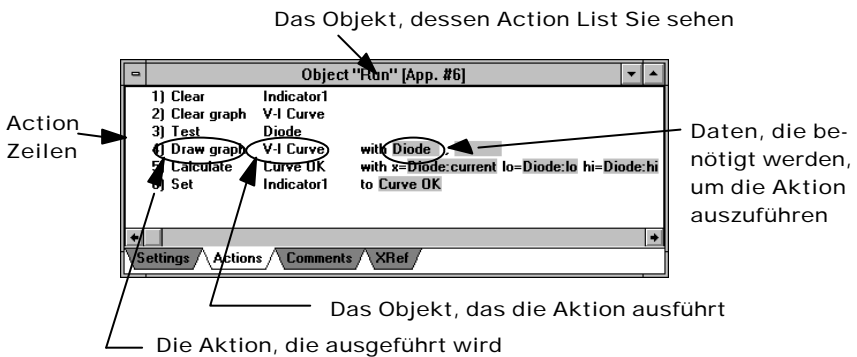 Das Objekt, dessen Action List Sie sehen
Object "Run" [App. #6]
Action
Zeilen
1) Clear Indicator1
2) Clear graph V-I Curve
3) Test Diode
4) Draw graph V-I Curve with Diode ,
5) Calculate Curve OK with x=Diode:current lo=Diode:lo hi=Diode:hi
6) Set Indicator1 to Curve OK
Daten, die be-
nötigt werden,
um die Aktion
auszuführen
Settings Actions Comments XRef
Das Objekt, das die Aktion ausführt
Die Aktion, die ausgeführt wird